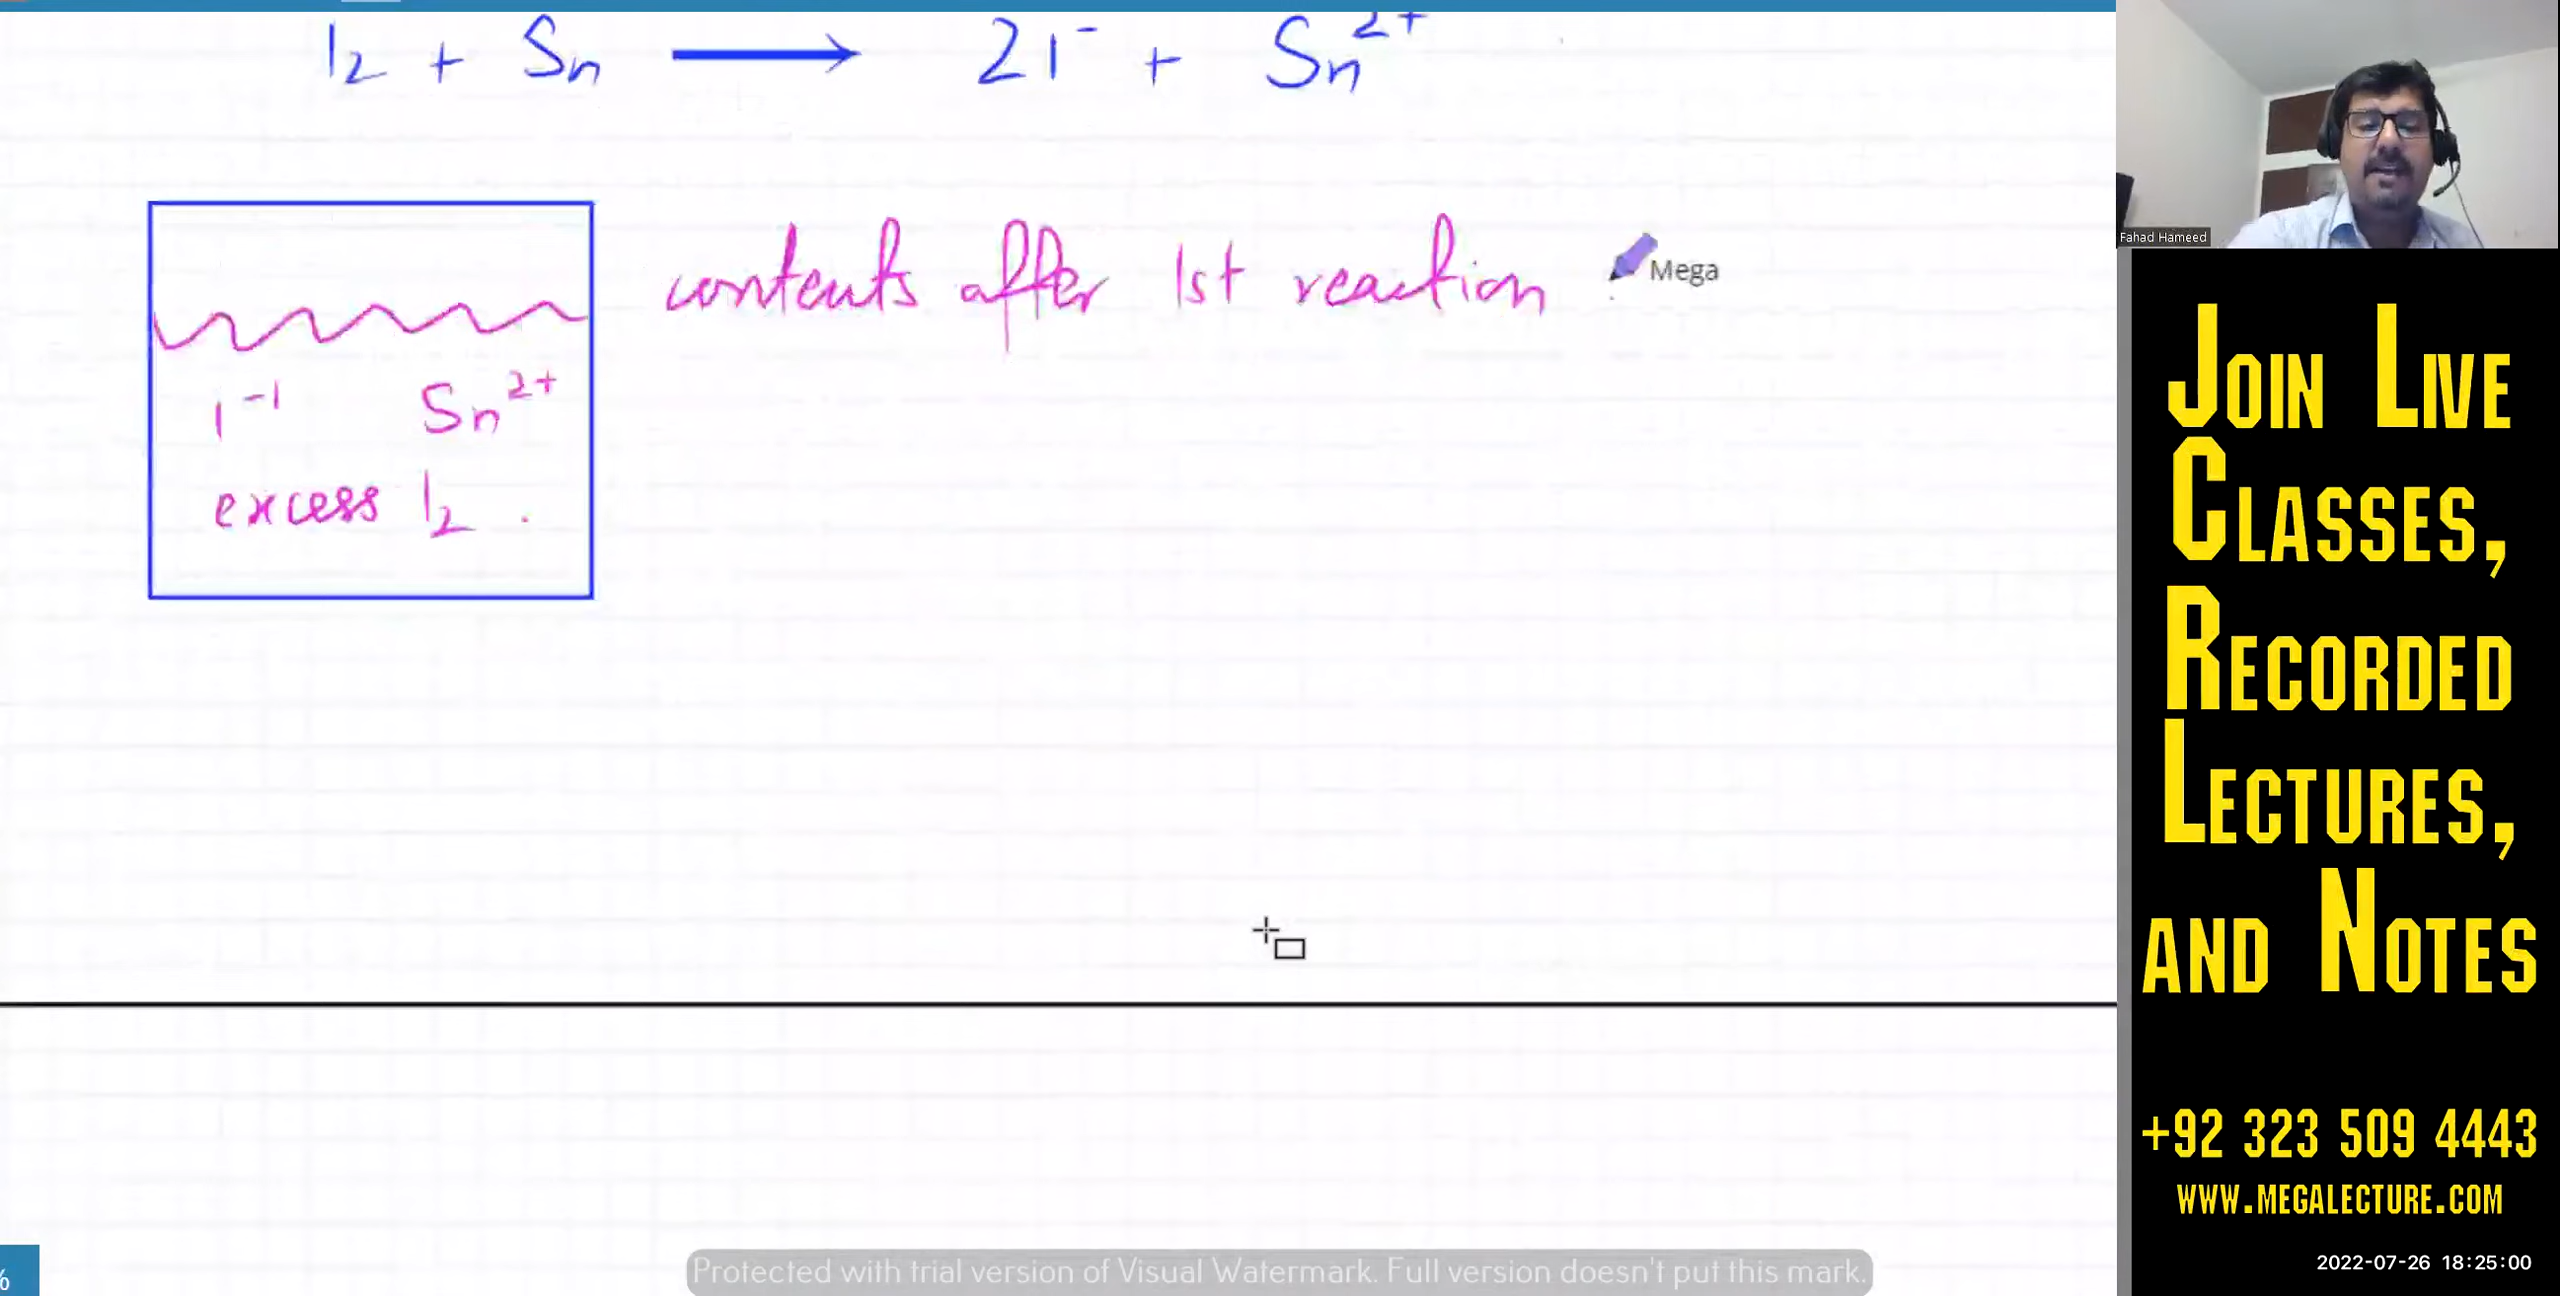 I₂ + Sn ⟶ 2I⁻ + Sn²⁺
contents after 1st reaction
Mega
I⁻¹ Sn²⁺
excess I₂ .
Fahad Hameed
JOIN LIVE
CLASSES,
RECORDED
LECTURES,
AND NOTES
+92 323 509 4443
WWW.MEGALECTURE.COM
2022-07-26 18:25:00
%
Protected with trial version of Visual Watermark. Full version doesn't put this mark.